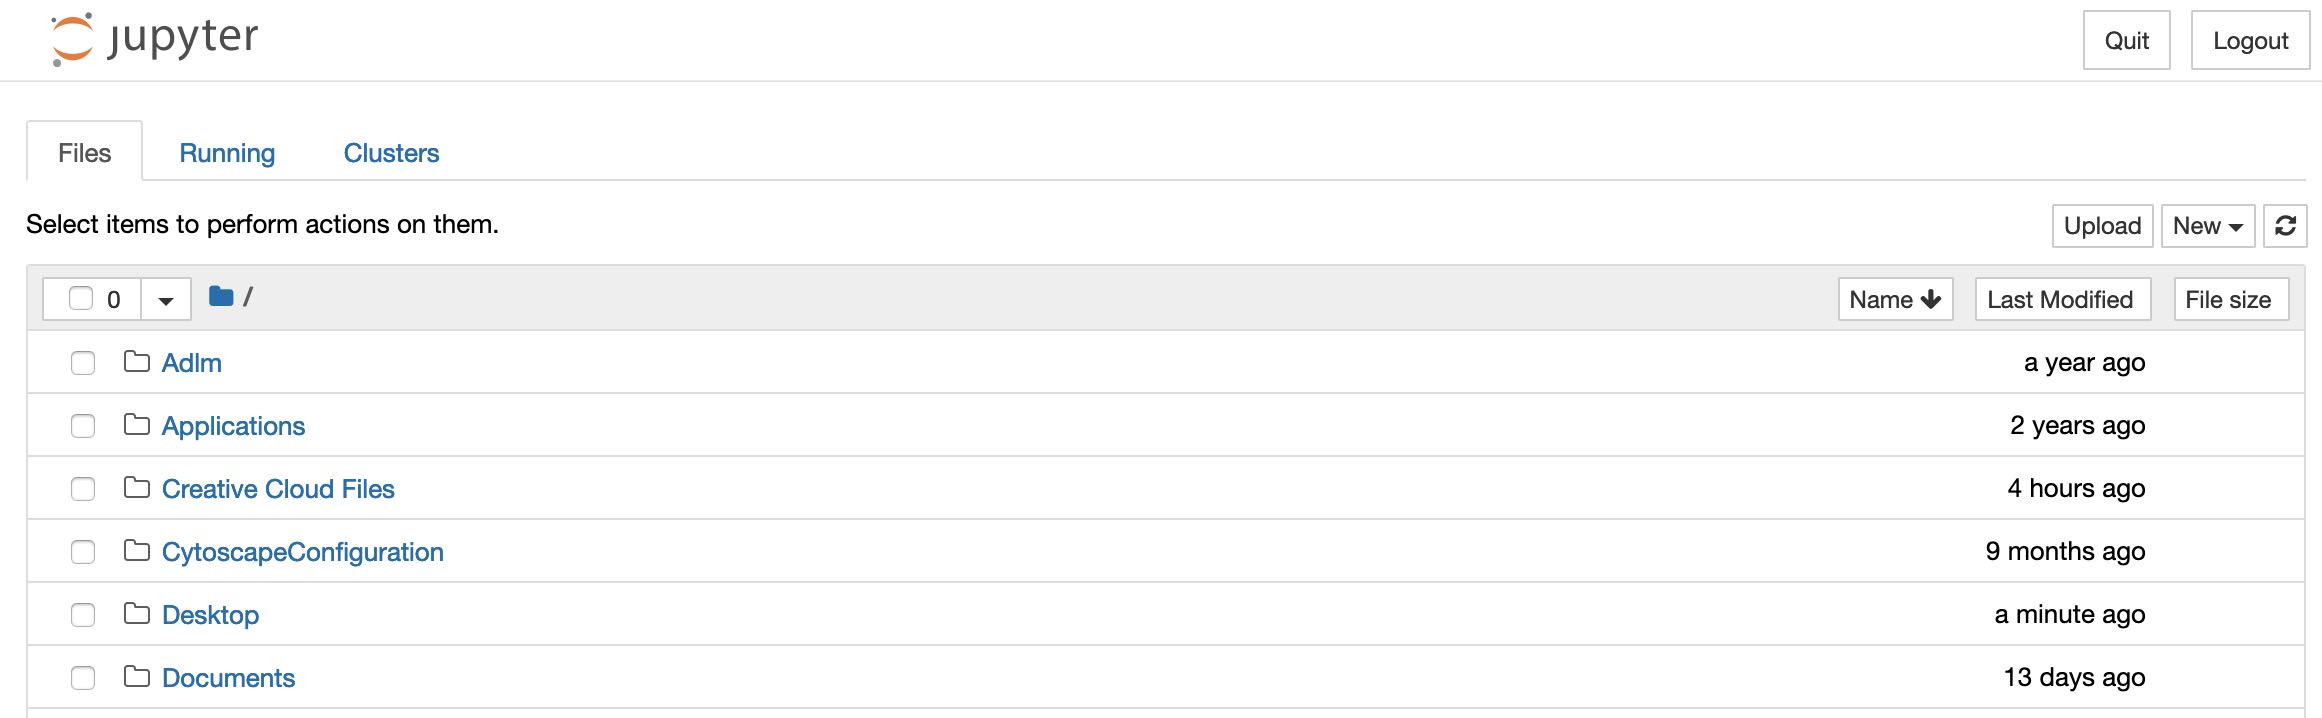 jupyter
Quit Logout
Files Running Clusters
Select items to perform actions on them.
Upload New
0 / Name Last Modified File size
Adlm a year ago
Applications 2 years ago
Creative Cloud Files 4 hours ago
CytoscapeConfiguration 9 months ago
Desktop a minute ago
Documents 13 days ago